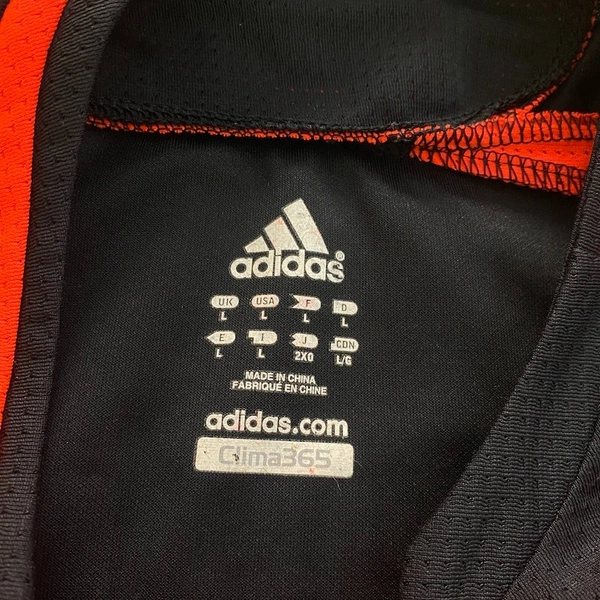 adidas®
UK USA F D
L L L L
E I J CDN
L L 2XO L/G
MADE IN CHINA
FABRIQUÉ EN CHINE
adidas.com
Clima365